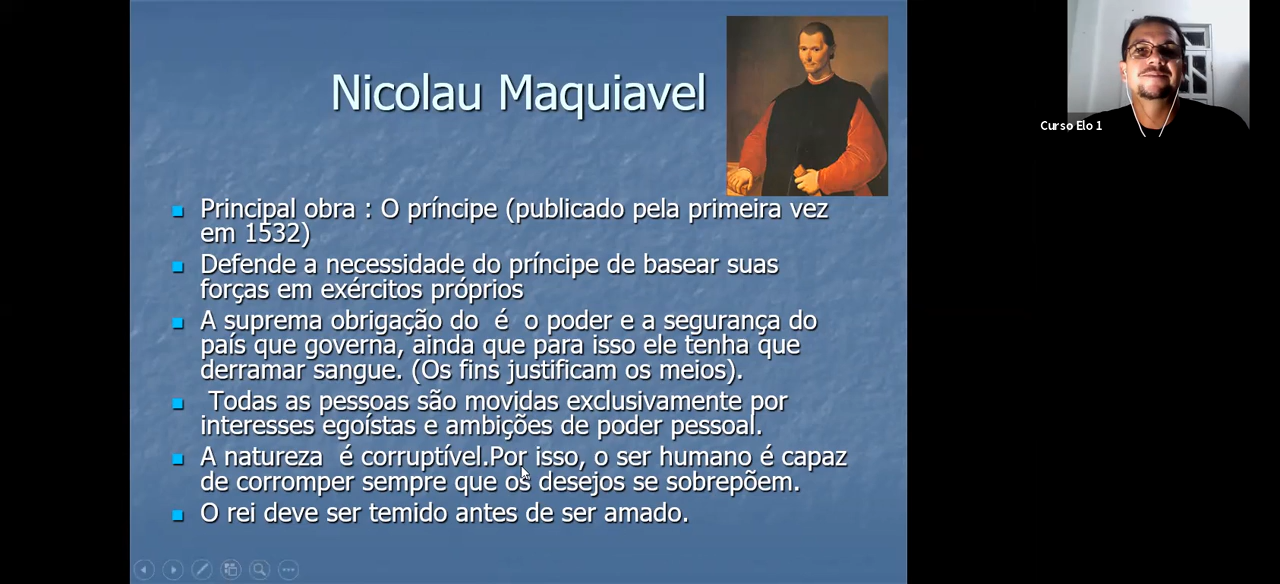 Nicolau Maquiavel
Curso Elo 1
Principal obra : O príncipe (publicado pela primeira vez
em 1532)
Defende a necessidade do príncipe de basear suas
forças em exércitos próprios
A suprema obrigação do  é  o poder e a segurança do
país que governa, ainda que para isso ele tenha que
derramar sangue. (Os fins justificam os meios).
Todas as pessoas são movidas exclusivamente por
interesses egoístas e ambições de poder pessoal.
A natureza  é corruptível.Por isso, o ser humano é capaz
de corromper sempre que os desejos se sobrepõem.
O rei deve ser temido antes de ser amado.